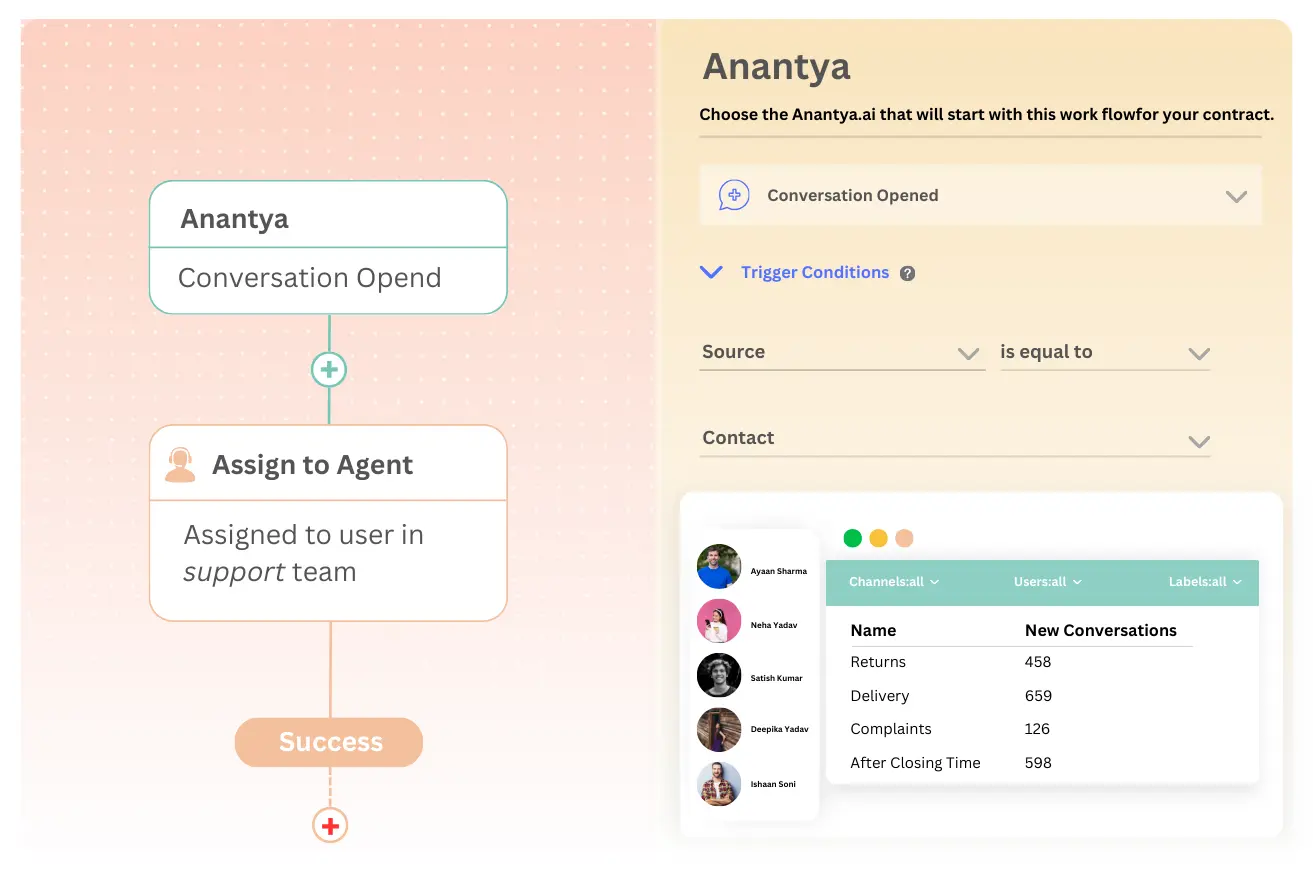 Anantya
Conversation Opend
Assign to Agent
Assigned to user in
support team
Success
Anantya
Choose the Anantya.ai that will start with this work flowfor your contract.
Conversation Opened
Trigger Conditions ?
Source is equal to
Contact
Ayaan Sharma
Neha Yadav
Satish Kumar
Deepika Yadav
Ishaan Soni
Channels:all Users:all Labels:all
Name New Conversations
Returns 458
Delivery 659
Complaints 126
After Closing Time 598